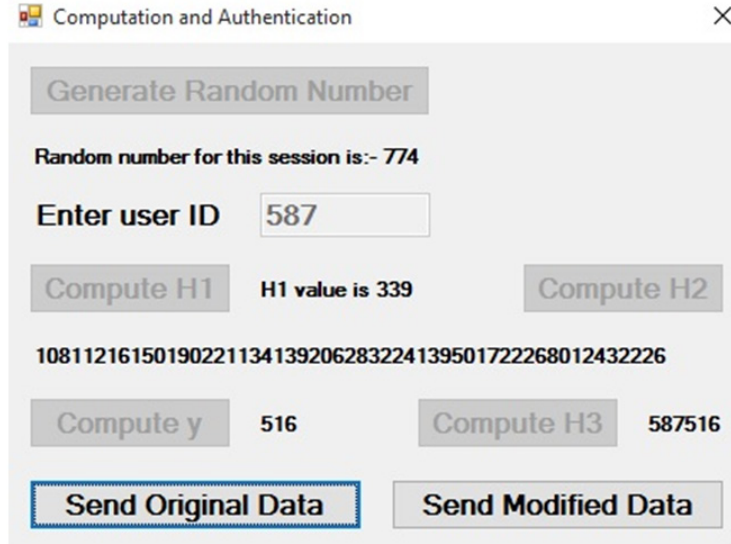 Computation and Authentication
Generate Random Number
Random number for this session is:- 774
Enter user ID 587
Compute H1 H1 value is 339 Compute H2
108112161501902211341392062832241395017222268012432226
Compute y 516 Compute H3 587516
Send Original Data Send Modified Data